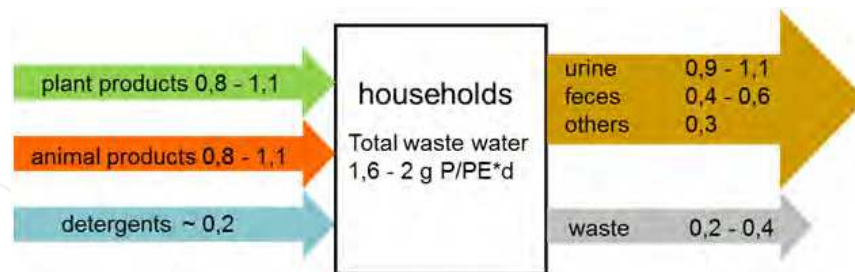 plant products 0,8 - 1,1
animal products 0,8 - 1,1
detergents ~ 0,2
households
Total waste water
1,6 - 2 g P/PE*d
urine 0,9 - 1,1
feces 0,4 - 0,6
others 0,3
waste 0,2 - 0,4